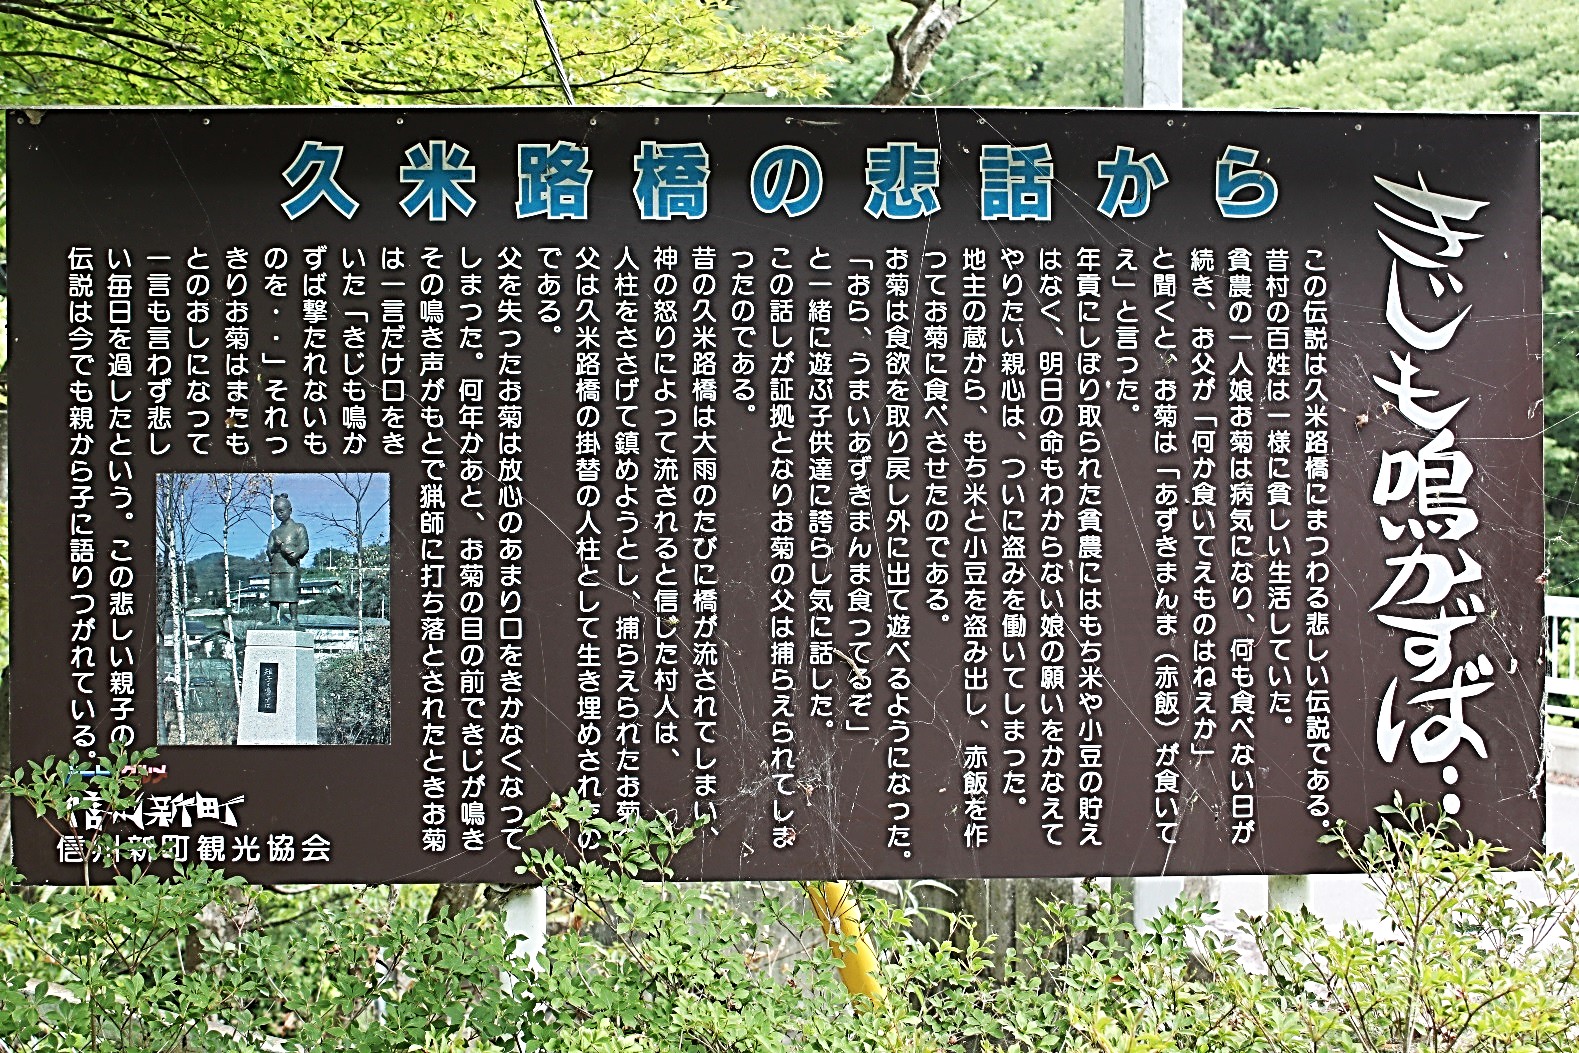 久米路橋の悲話から
きじも鳴かずば…
この伝説は久米路橋にまつわる悲しい伝説である。
昔村の百姓は一様に貧しい生活していた。
貧農の一人娘お菊は病気になり、何も食べない日が
続き、お父が「何か食いてえものはねえか」
と聞くと、お菊は「あずきまんま（赤飯）が食いて
え」と言った。
年貢にしぼり取られた貧農にはもち米や小豆の貯え
はなく、明日の命もわからない娘の願いをかなえて
やりたい親心は、ついに盗みを働いてしまった。
地主の蔵から、もち米と小豆を盗み出し、赤飯を作
ってお菊に食べさせたのである。
お菊は食欲を取り戻し外に出て遊べるようになった。
「おら、うまいあずきまんま食ってるぞ」
と一緒に遊ぶ子供達に誇らし気に話した。
この話しが証拠となりお菊の父は捕らえられてしま
ったのである。
昔の久米路橋は大雨のたびに橋が流されてしまい、
神の怒りによって流されると信じた村人は、
人柱をささげて鎮めようとし、捕らえられたお菊
父は久米路橋の掛替の人柱として生き埋めされたの
である。
父を失ったお菊は放心のあまり口をきかなくなって
しまった。何年かあと、お菊の目の前できじが鳴き
その鳴き声がもとで猟師に打ち落とされたときお菊
は一言だけ口をき
いた「きじも鳴か
ずば撃たれないも
のを・・」それっ
きりお菊はまたも
とのおしになって
一言も言わず悲し
い毎日を過したという。この悲しい親子の
伝説は今でも親から子に語りつがれている。
信州新町
信州新町観光協会